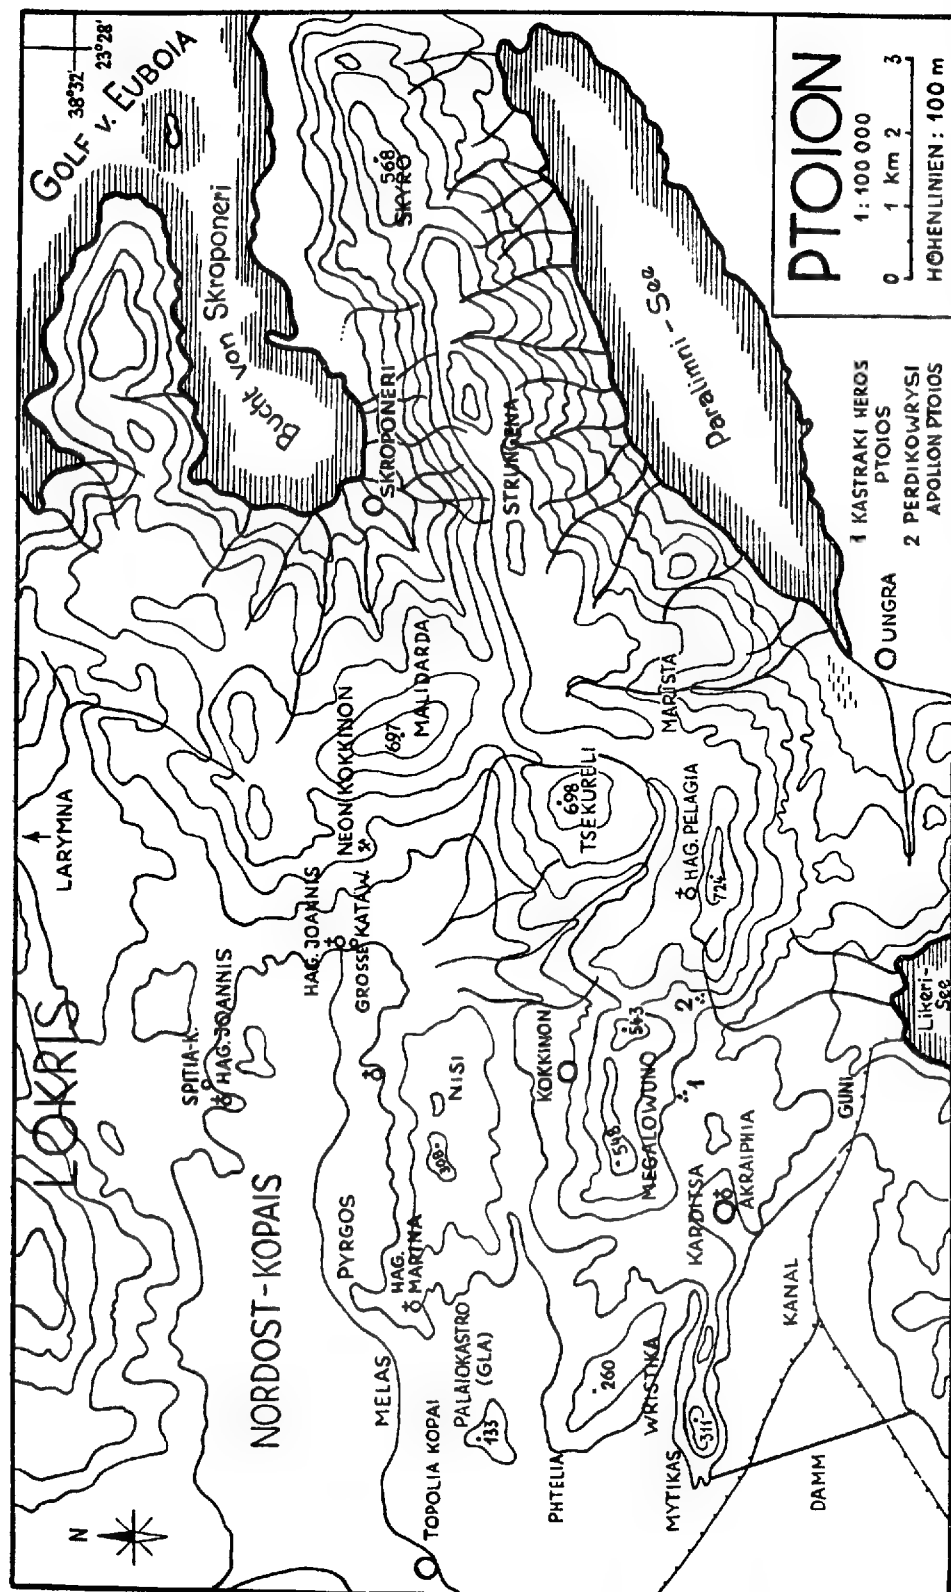 GOLF v. EUBOIA
38°32'
23°28'
LARYMNA
LOKRIS
SPITIA-K.
HAG. JOANNIS
NORDOST-KOPAIS
N
Bucht von Skroponeri
568
SKYRO
SKROPONERI
STRUNGENA
MALIDARDA
697
NEON KOKKINON
HAG. JOANNIS
GROSSE KATAW.
PYRGOS
HAG.
MARINA
NISI
308
MELAS
TOPOLIA KOPAI
PALAIOKASTRO
(GLA)
133
PHTELIA
KOKKINON
TSEKURELI
698
MARISTA
HAG. PELAGIA
724
543
548
MEGALOWUNO
2
1
260
WRISTIKA
MYTIKAS
311
KARDITSA
AKRAIPHIA
GUNI
KANAL
DAMM
Likeri-
See
Paralimni-See
UNGRA
1 KASTRAKI HEROS
PTOIOS
2 PERDIKOWRYSI
APOLLON PTOIOS
PTOION
1:100 000
0 1 Km 2 3
HÖHENLINIEN: 100 m